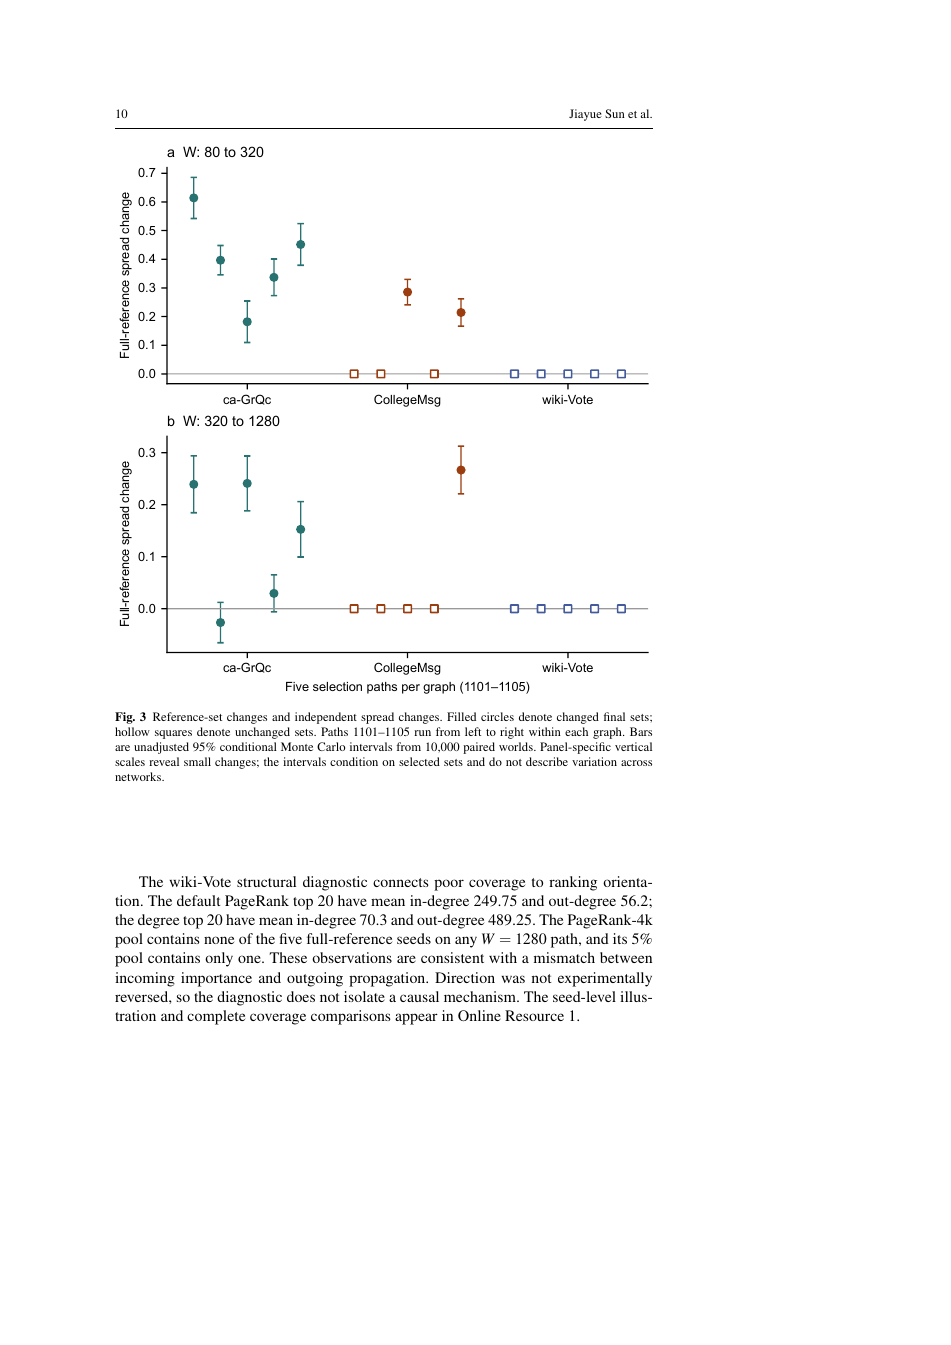 10
Jiayue Sun et al.
a W: 80 to 320
Full-reference spread change
0.7
0.6
0.5
0.4
0.3
0.2
0.1
0.0
ca-GrQc
CollegeMsg
wiki-Vote
b W: 320 to 1280
Full-reference spread change
0.3
0.2
0.1
0.0
ca-GrQc
CollegeMsg
wiki-Vote
Five selection paths per graph (1101–1105)
Fig. 3 Reference-set changes and independent spread changes. Filled circles denote changed final sets;
hollow squares denote unchanged sets. Paths 1101–1105 run from left to right within each graph. Bars
are unadjusted 95% conditional Monte Carlo intervals from 10,000 paired worlds. Panel-specific vertical
scales reveal small changes; the intervals condition on selected sets and do not describe variation across
networks.
The wiki-Vote structural diagnostic connects poor coverage to ranking orienta-
tion. The default PageRank top 20 have mean in-degree 249.75 and out-degree 56.2;
the degree top 20 have mean in-degree 70.3 and out-degree 489.25. The PageRank-4k
pool contains none of the five full-reference seeds on any W = 1280 path, and its 5%
pool contains only one. These observations are consistent with a mismatch between
incoming importance and outgoing propagation. Direction was not experimentally
reversed, so the diagnostic does not isolate a causal mechanism. The seed-level illus-
tration and complete coverage comparisons appear in Online Resource 1.